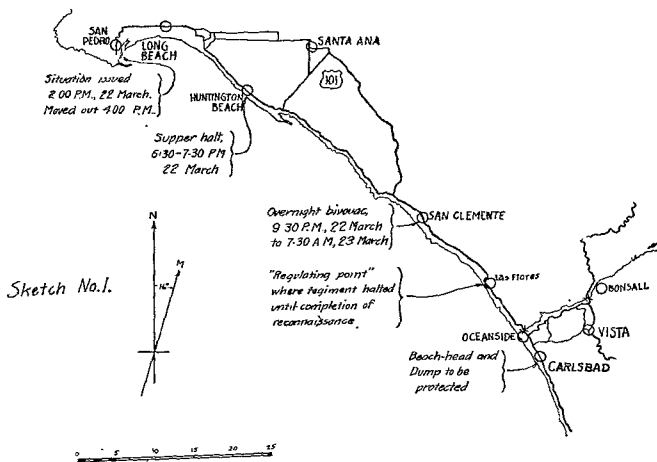 SAN
PEDRO
LONG
BEACH
SANTA ANA
101
Situation issued
2:00 P.M., 22 March.
Moved out 4:00 P.M.
HUNTINGTON
BEACH
Supper halt,
6:30-7:30 PM
22 March
Overnight bivouac,
9 30 P.M., 22 March
to 7·30 A M, 23 March
SAN CLEMENTE
"Regulating point"
where regiment halted
until completion of
reconnaissance
Las Flores
BONSALL
OCEANSIDE
VISTA
Beach-head and
Dump to be
protected
CARLSBAD
N
M
Sketch No.1.
0 5 10 15 20 25